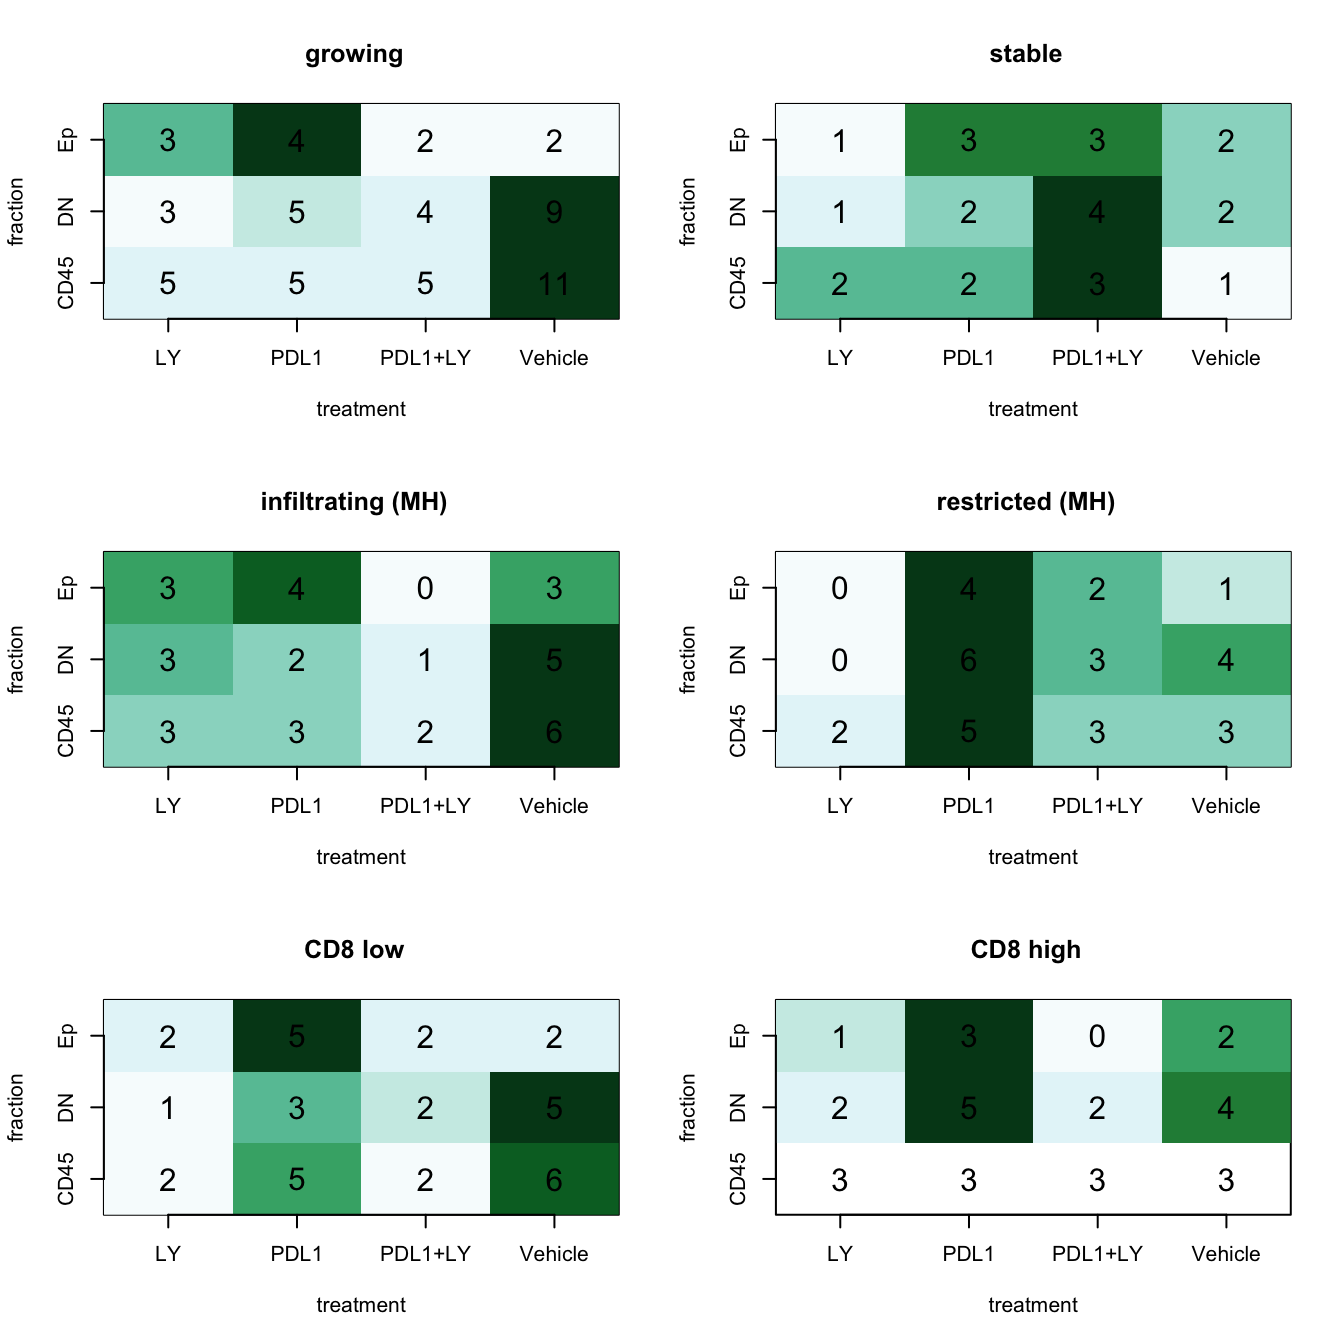 growing
fraction
Ep 3 4 2 2
DN 3 5 4 9
CD45 5 5 5 11
LY PDL1 PDL1+LY Vehicle
treatment
stable
fraction
Ep 1 3 3 2
DN 1 2 4 2
CD45 2 2 3 1
LY PDL1 PDL1+LY Vehicle
treatment
infiltrating (MH)
fraction
Ep 3 4 0 3
DN 3 2 1 5
CD45 3 3 2 6
LY PDL1 PDL1+LY Vehicle
treatment
restricted (MH)
fraction
Ep 0 4 2 1
DN 0 6 3 4
CD45 2 5 3 3
LY PDL1 PDL1+LY Vehicle
treatment
CD8 low
fraction
Ep 2 5 2 2
DN 1 3 2 5
CD45 2 5 2 6
LY PDL1 PDL1+LY Vehicle
treatment
CD8 high
fraction
Ep 1 3 0 2
DN 2 5 2 4
CD45 3 3 3 3
LY PDL1 PDL1+LY Vehicle
treatment